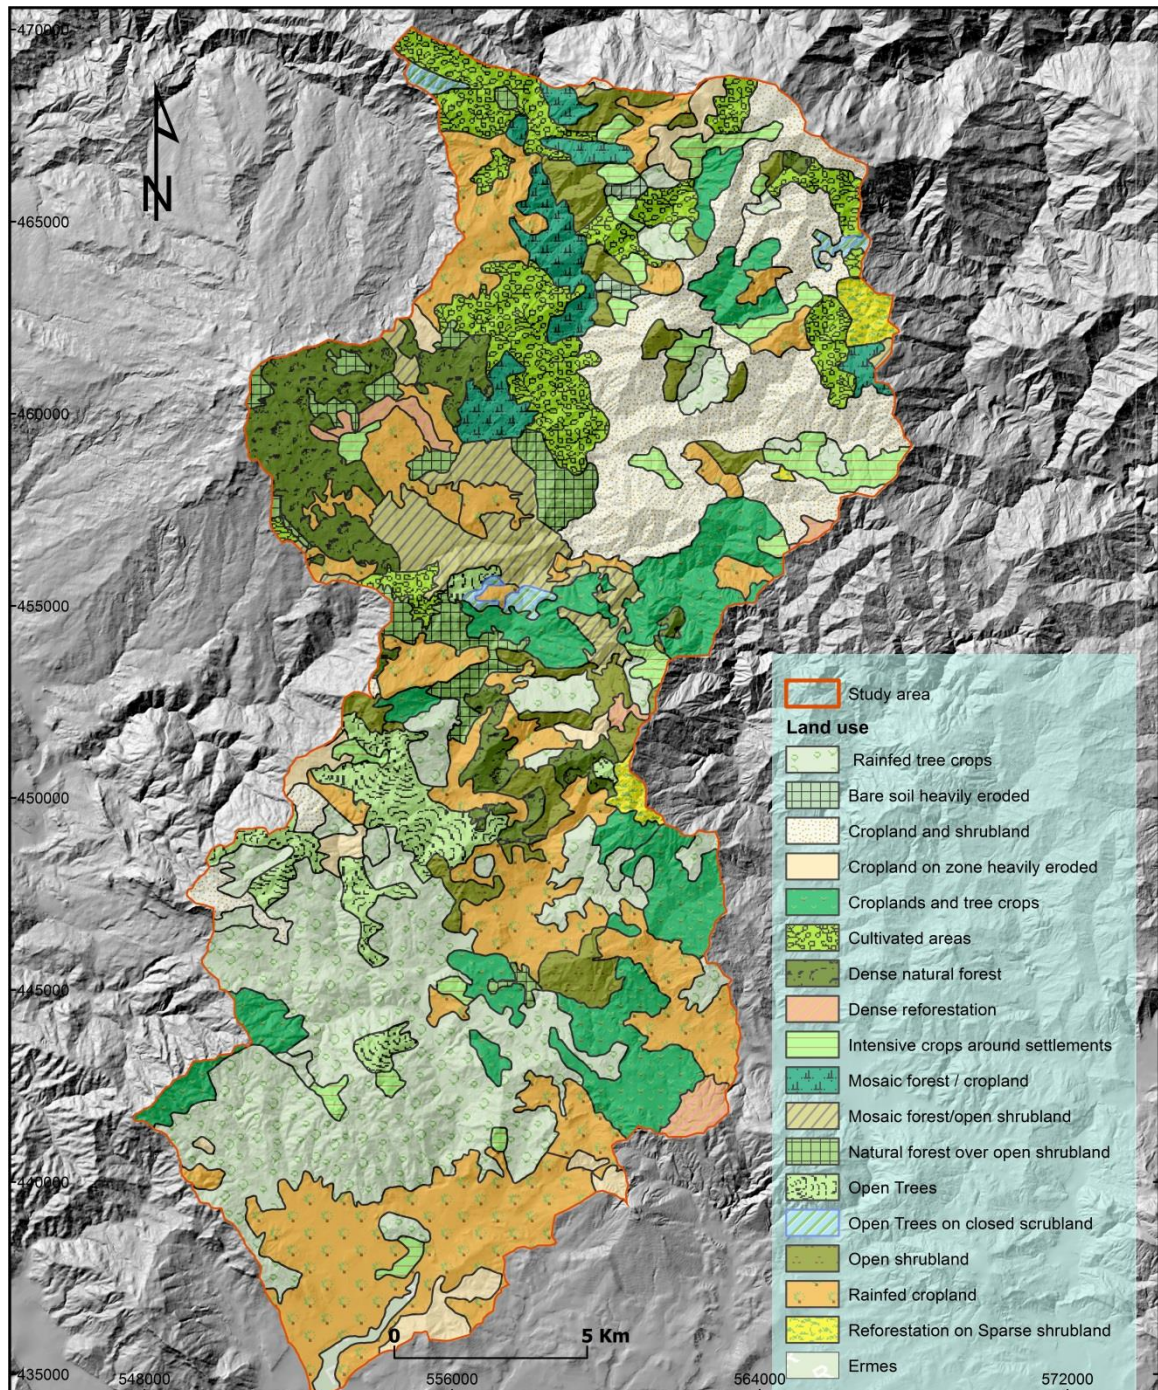 470000
N
465000
460000
455000
450000
445000
440000
435000
548000
556000
564000
572000
0 5 Km
Study area
Land use
Rainfed tree crops
Bare soil heavily eroded
Cropland and shrubland
Cropland on zone heavily eroded
Croplands and tree crops
Cultivated areas
Dense natural forest
Dense reforestation
Intensive crops around settlements
Mosaic forest / cropland
Mosaic forest/open shrubland
Natural forest over open shrubland
Open Trees
Open Trees on closed scrubland
Open shrubland
Rainfed cropland
Reforestation on Sparse shrubland
Ermes